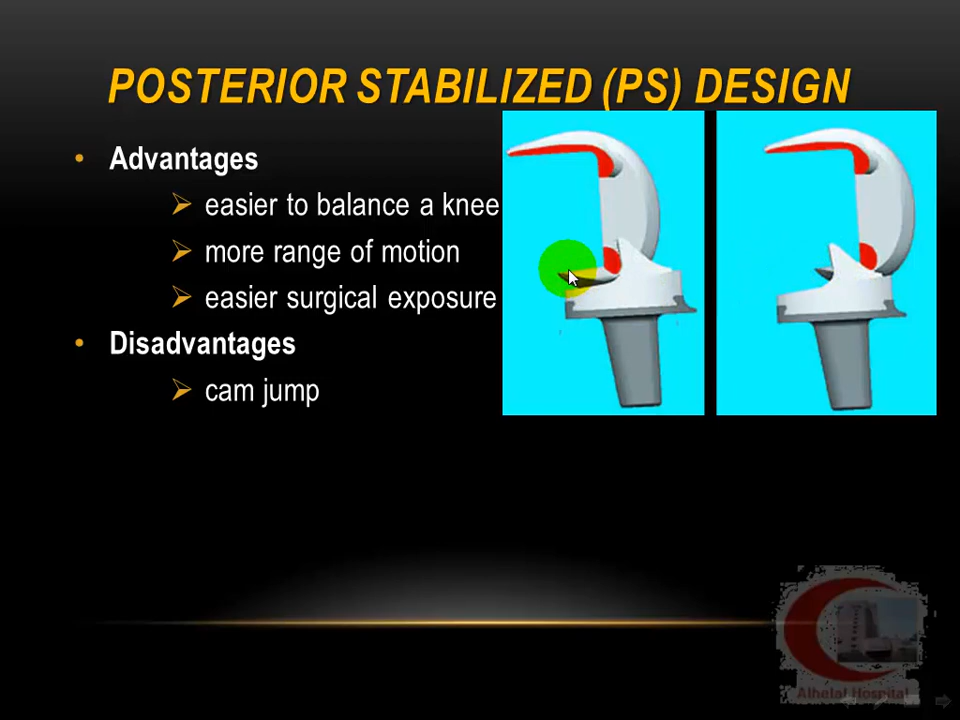 POSTERIOR STABILIZED (PS) DESIGN
• Advantages
➢ easier to balance a knee
➢ more range of motion
➢ easier surgical exposure
• Disadvantages
➢ cam jump
Alhelal Hospital